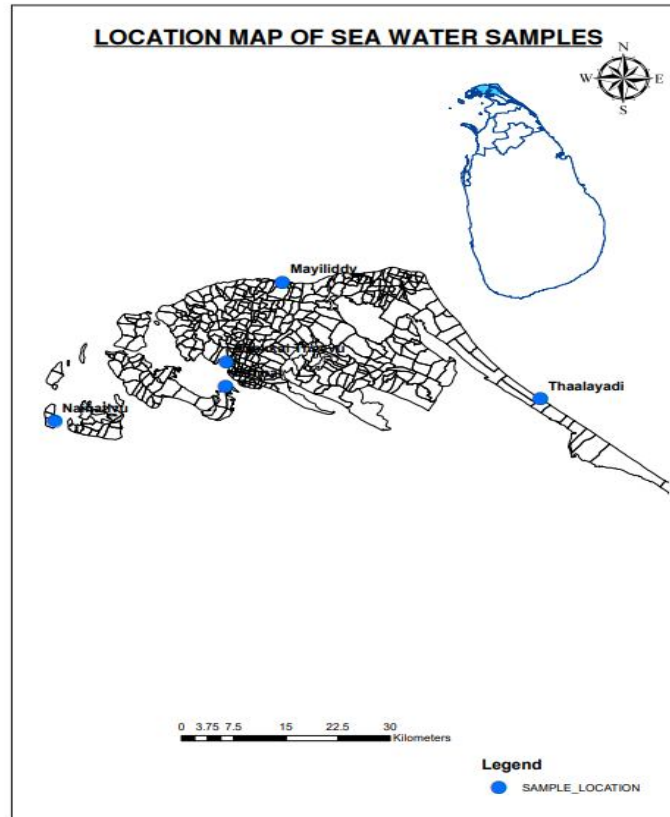 LOCATION MAP OF SEA WATER SAMPLES
N
W E
S
Mayiliddy
Thaalayadi
0 3.75 7.5 15 22.5 30
Kilometers
Legend
SAMPLE_LOCATION